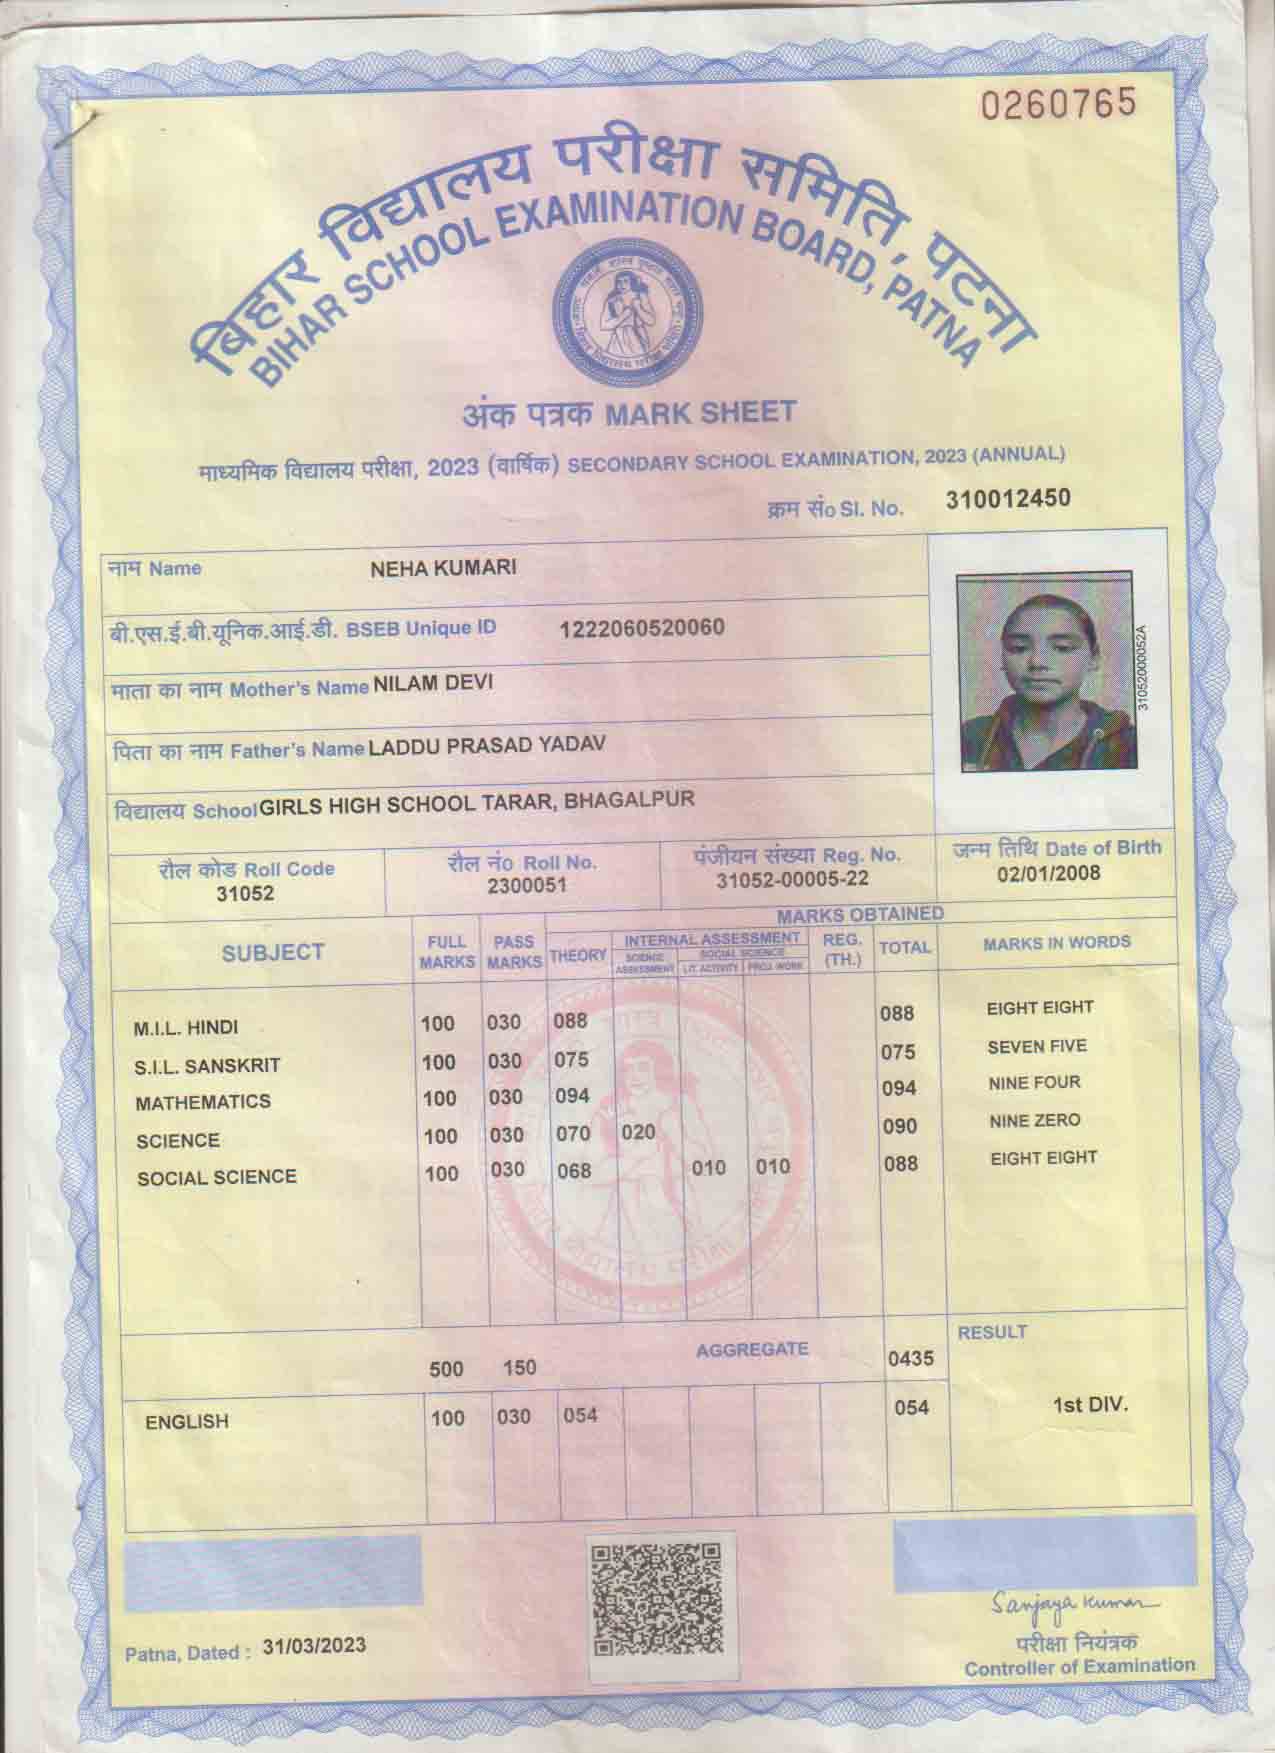 0260765
बिहार विद्यालय परीक्षा समिति, पटना
BIHAR SCHOOL EXAMINATION BOARD, PATNA
अंक पत्रक MARK SHEET
माध्यमिक विद्यालय परीक्षा, 2023 (वार्षिक) SECONDARY SCHOOL EXAMINATION, 2023 (ANNUAL)
क्रम सं० Sl. No. 310012450
नाम Name NEHA KUMARI
बी.एस.ई.बी.यूनिक.आई.डी. BSEB Unique ID 1222060520060
माता का नाम Mother's Name NILAM DEVI
पिता का नाम Father's Name LADDU PRASAD YADAV
विद्यालय School GIRLS HIGH SCHOOL TARAR, BHAGALPUR
31052000052A
रौल कोड Roll Code रौल नं० Roll No. पंजीयन संख्या Reg. No. जन्म तिथि Date of Birth
31052 2300051 31052-00005-22 02/01/2008
MARKS OBTAINED
SUBJECT FULL MARKS PASS MARKS THEORY INTERNAL ASSESSMENT REG. (TH.) TOTAL MARKS IN WORDS
SCIENCE ASSESSMENT SOCIAL SCIENCE
LIT. ACTIVITY PROJ. WORK
M.I.L. HINDI 100 030 088 088 EIGHT EIGHT
S.I.L. SANSKRIT 100 030 075 075 SEVEN FIVE
MATHEMATICS 100 030 094 094 NINE FOUR
SCIENCE 100 030 070 020 090 NINE ZERO
SOCIAL SCIENCE 100 030 068 010 010 088 EIGHT EIGHT
500 150 AGGREGATE 0435 RESULT
ENGLISH 100 030 054 054 1st DIV.
Sanjaya Kumar
परीक्षा नियंत्रक
Controller of Examination
Patna, Dated : 31/03/2023